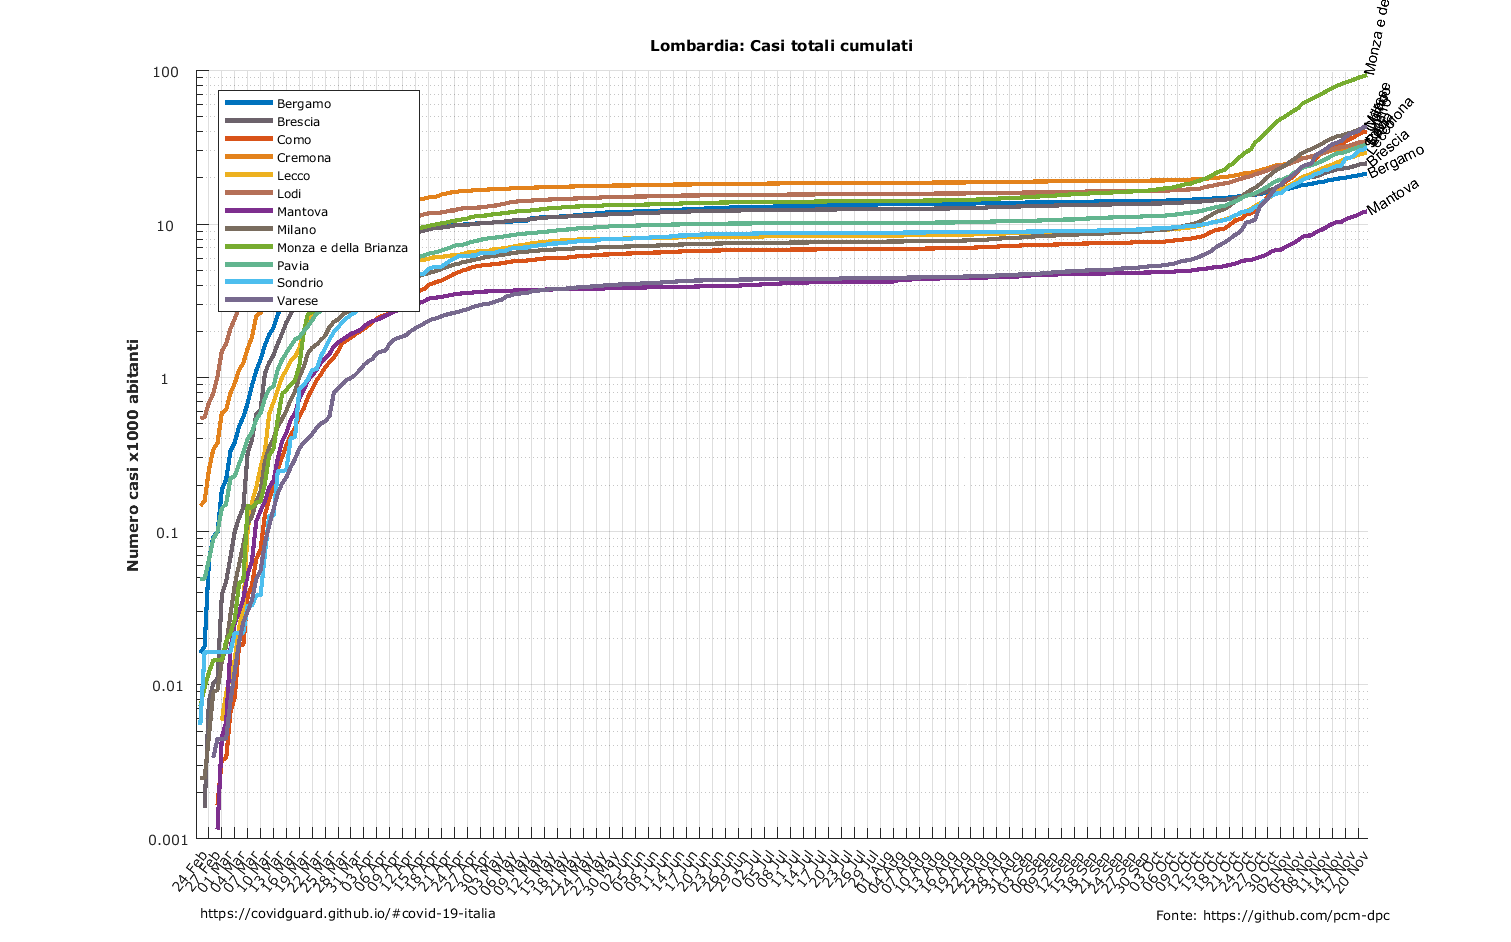 Lombardia: Casi totali cumulati
Monza e de
100
10
1
0.1
0.01
0.001
Numero casi x1000 abitanti
Bergamo
Brescia
Como
Cremona
Lecco
Lodi
Mantova
Milano
Monza e della Brianza
Pavia
Sondrio
Varese
Brescia
Bergamo
Mantova
24 Feb
27 Feb
01 Mar
04 Mar
07 Mar
10 Mar
13 Mar
16 Mar
19 Mar
22 Mar
25 Mar
28 Mar
31 Mar
03 Apr
06 Apr
09 Apr
12 Apr
15 Apr
18 Apr
21 Apr
24 Apr
27 Apr
30 Apr
03 May
06 May
09 May
12 May
15 May
18 May
21 May
24 May
27 May
30 May
02 Jun
05 Jun
08 Jun
11 Jun
14 Jun
17 Jun
20 Jun
23 Jun
26 Jun
29 Jun
02 Jul
05 Jul
08 Jul
11 Jul
14 Jul
17 Jul
20 Jul
23 Jul
26 Jul
29 Jul
01 Aug
04 Aug
07 Aug
10 Aug
13 Aug
16 Aug
19 Aug
22 Aug
25 Aug
28 Aug
31 Aug
03 Sep
06 Sep
09 Sep
12 Sep
15 Sep
18 Sep
21 Sep
24 Sep
27 Sep
30 Sep
03 Oct
06 Oct
09 Oct
12 Oct
15 Oct
18 Oct
21 Oct
24 Oct
27 Oct
30 Oct
02 Nov
05 Nov
08 Nov
11 Nov
14 Nov
17 Nov
20 Nov
https://covidguard.github.io/#covid-19-italia
Fonte: https://github.com/pcm-dpc